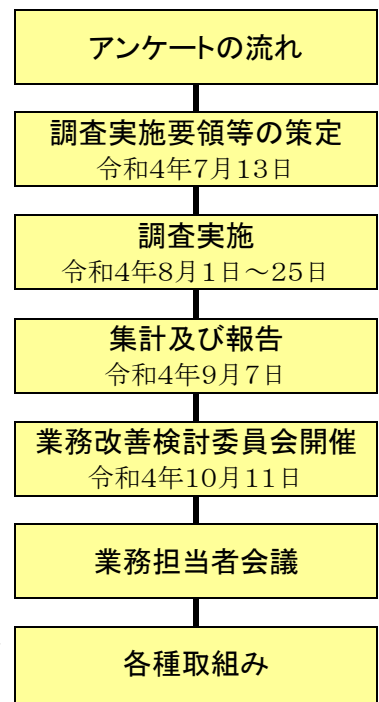 アンケートの流れ
調査実施要領等の策定
令和4年7月13日
調査実施
令和4年8月1日～25日
集計及び報告
令和4年9月7日
業務改善検討委員会開催
令和4年10月11日
業務担当者会議
各種取組み